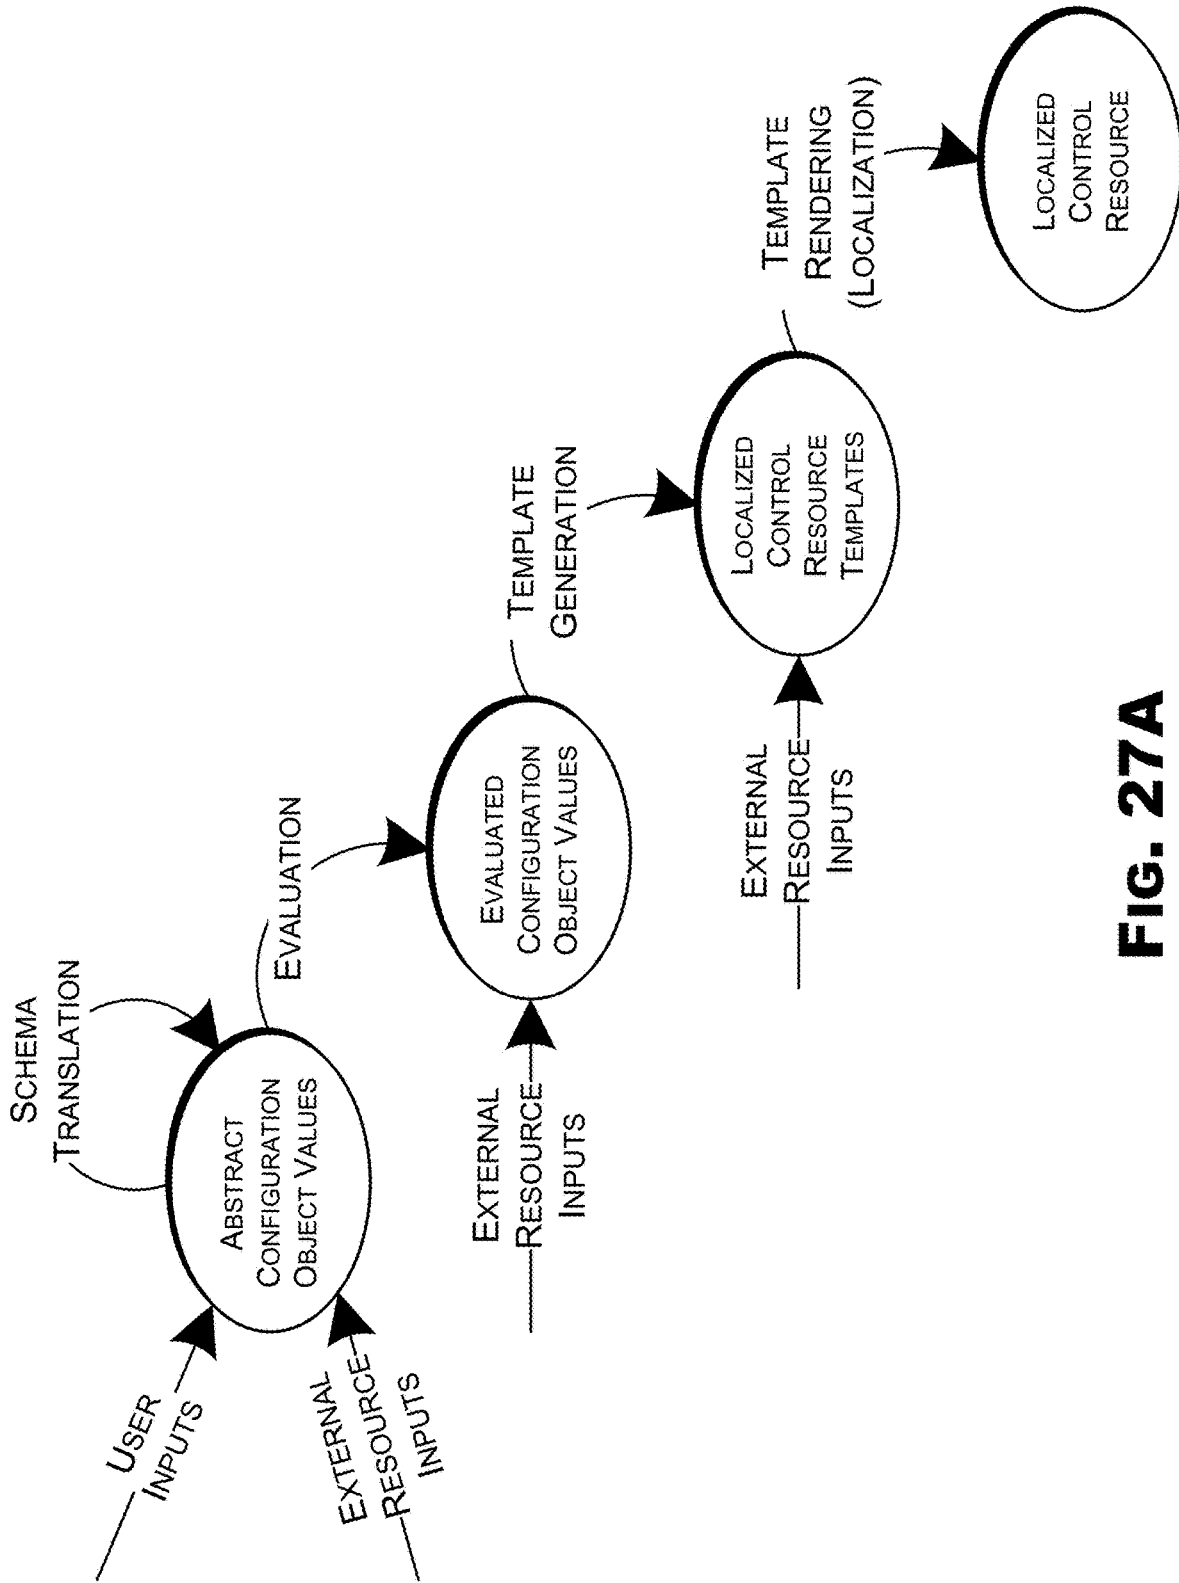 USER
INPUTS
EXTERNAL
RESOURCE
INPUTS
SCHEMA
TRANSLATION
ABSTRACT
CONFIGURATION
OBJECT VALUES
EVALUATION
EXTERNAL
RESOURCE
INPUTS
EVALUATED
CONFIGURATION
OBJECT VALUES
TEMPLATE
GENERATION
EXTERNAL
RESOURCE
INPUTS
LOCALIZED
CONTROL
RESOURCE
TEMPLATES
TEMPLATE
RENDERING
(LOCALIZATION)
LOCALIZED
CONTROL
RESOURCE
FIG. 27A